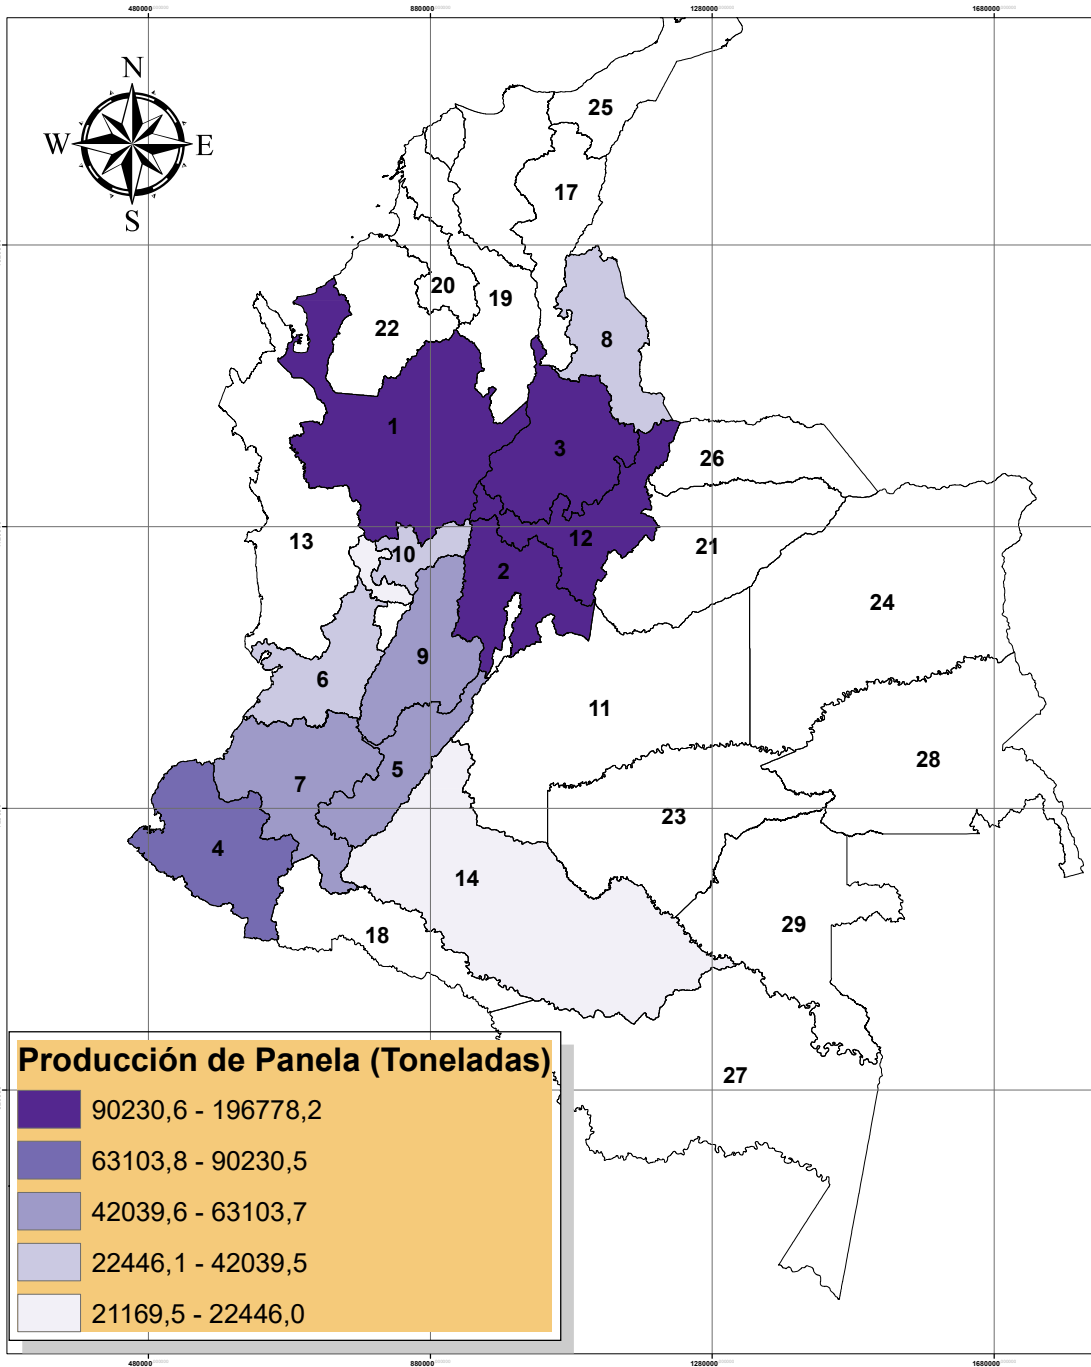 480000 880000 1280000 1680000
N
W E
S
25
17
20
19
22
8
1
3
26
13
10
12
21
2
24
9
6
11
5
28
7
23
4
14
29
18
27
Producción de Panela (Toneladas)
90230,6 - 196778,2
63103,8 - 90230,5
42039,6 - 63103,7
22446,1 - 42039,5
21169,5 - 22446,0
480000 880000 1280000 1680000